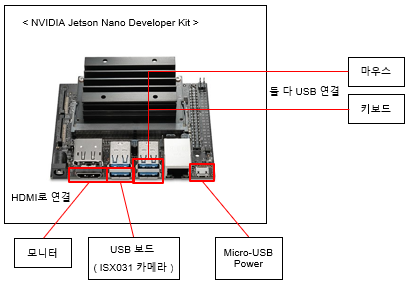 < NVIDIA Jetson Nano Developer Kit >
마우스
둘 다 USB 연결
키보드
HDMI로 연결
모니터
USB 보드
( ISX031 카메라 )
Micro-USB
Power